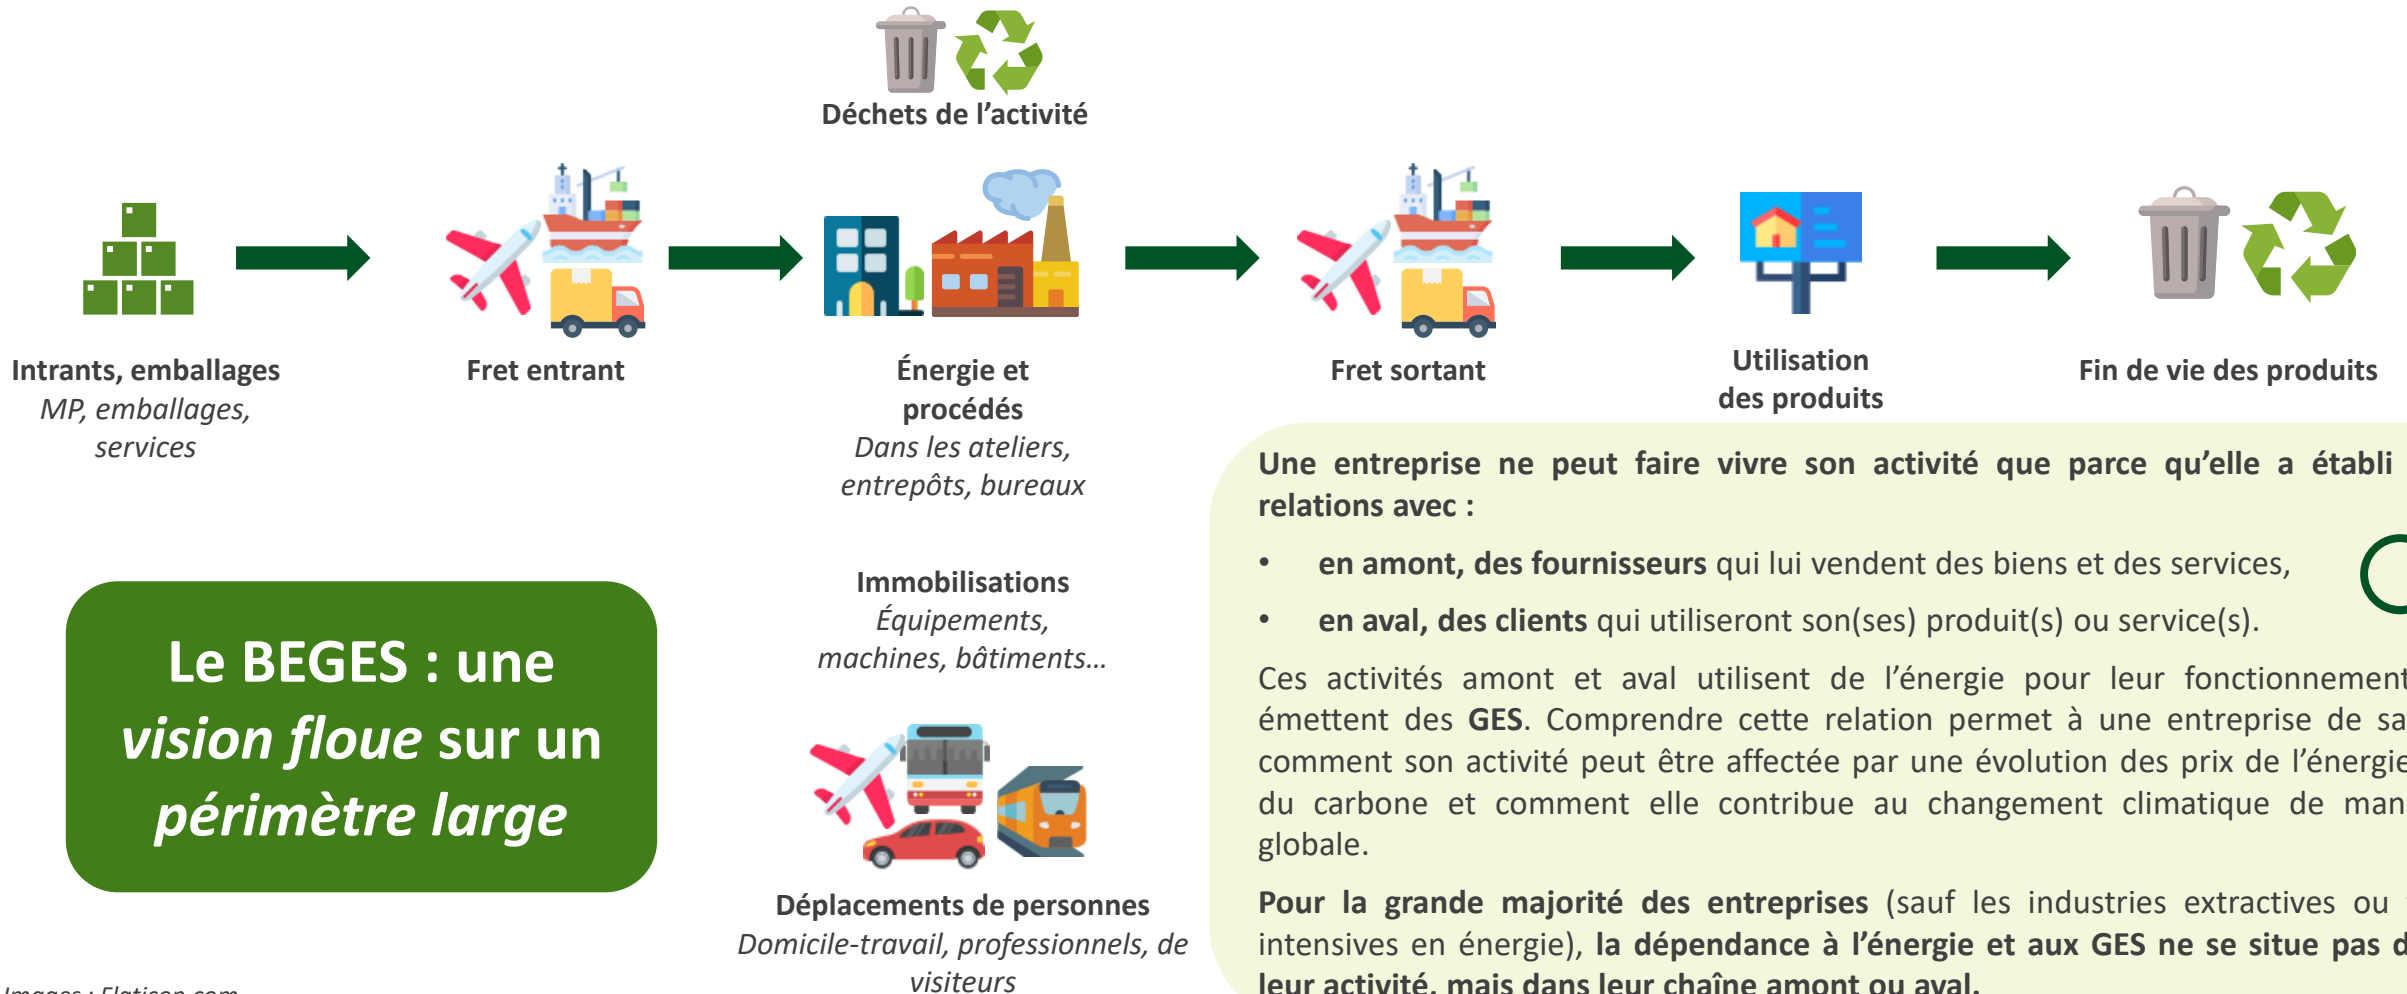 Déchets de l’activité
Intrants, emballages
MP, emballages,
services
Fret entrant
Énergie et
procédés
Dans les ateliers,
entrepôts, bureaux
Immobilisations
Équipements,
machines, bâtiments…
Déplacements de personnes
Domicile-travail, professionnels, de
visiteurs
Fret sortant
Utilisation
des produits
Fin de vie des produits
Le BEGES : une
vision floue sur un
périmètre large
Une entreprise ne peut faire vivre son activité que parce qu’elle a établi
relations avec :
• en amont, des fournisseurs qui lui vendent des biens et des services,
• en aval, des clients qui utiliseront son(ses) produit(s) ou service(s).
Ces activités amont et aval utilisent de l’énergie pour leur fonctionnement
émettent des GES. Comprendre cette relation permet à une entreprise de
comment son activité peut être affectée par une évolution des prix de l’énergie
du carbone et comment elle contribue au changement climatique de
globale.
Pour la grande majorité des entreprises (sauf les industries extractives ou
intensives en énergie), la dépendance à l’énergie et aux GES ne se situe pas
leur activité, mais dans leur chaîne amont ou aval.
Images : Flaticon.com